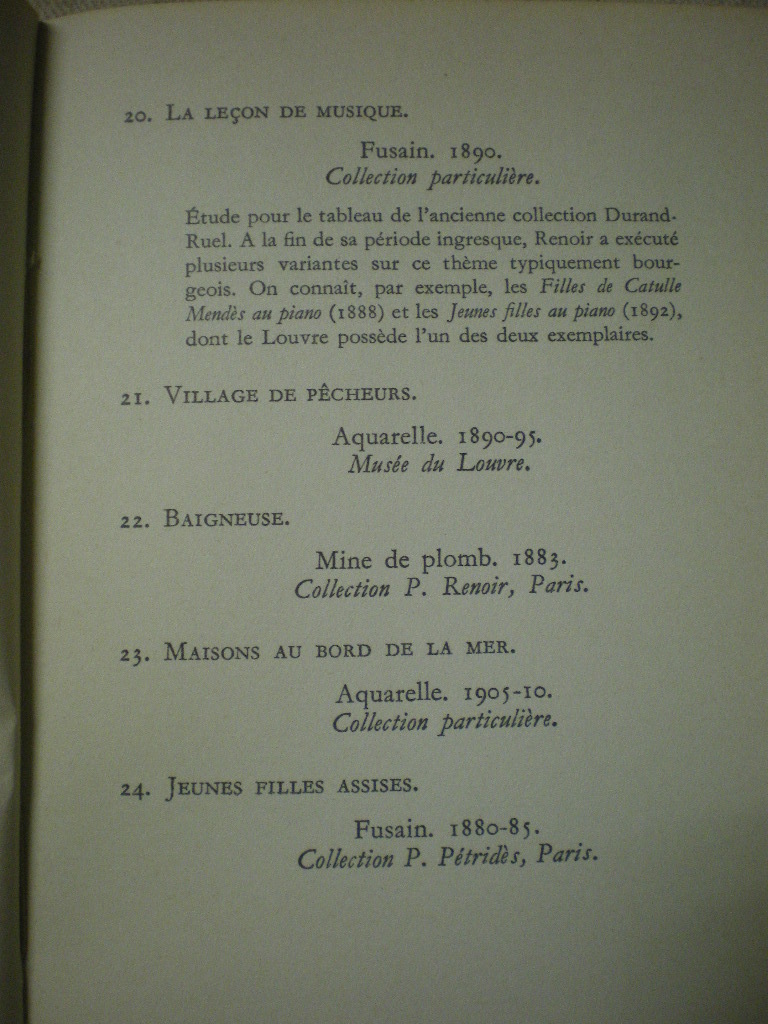 20. LA LEÇON DE MUSIQUE.
Fusain. 1890.
Collection particulière.
Étude pour le tableau de l'ancienne collection Durand-
Ruel. A la fin de sa période ingresque, Renoir a exécuté
plusieurs variantes sur ce thème typiquement bour-
geois. On connaît, par exemple, les Filles de Catulle
Mendès au piano (1888) et les Jeunes filles au piano (1892),
dont le Louvre possède l'un des deux exemplaires.
21. VILLAGE DE PÊCHEURS.
Aquarelle. 1890-95.
Musée du Louvre.
22. BAIGNEUSE.
Mine de plomb. 1883.
Collection P. Renoir, Paris.
23. MAISONS AU BORD DE LA MER.
Aquarelle. 1905-10.
Collection particulière.
24. JEUNES FILLES ASSISES.
Fusain. 1880-85.
Collection P. Pétridès, Paris.